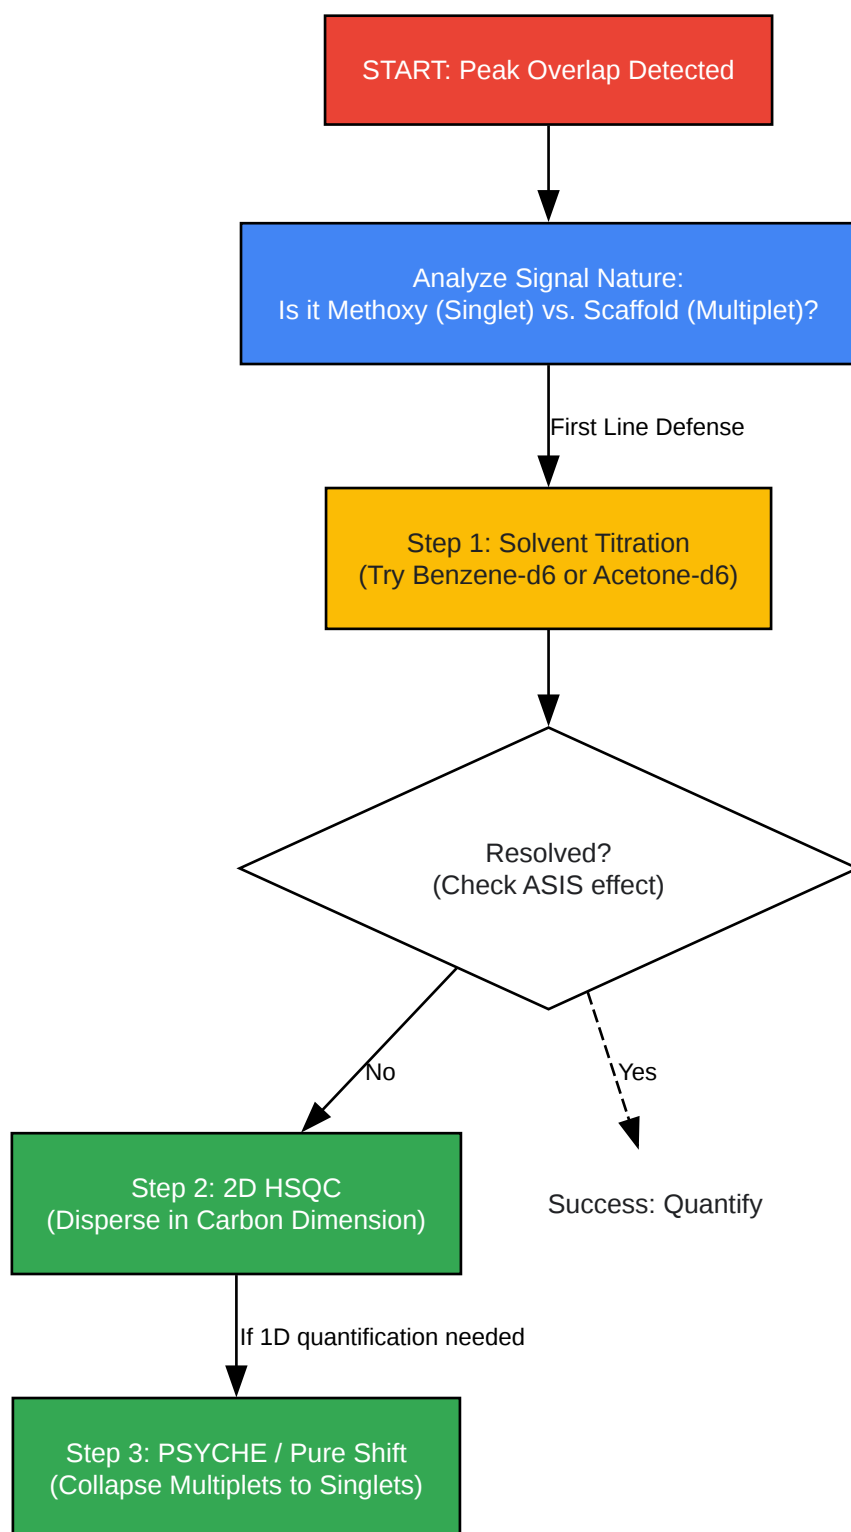 START: Peak Overlap Detected
Analyze Signal Nature:
Is it Methoxy (Singlet) vs. Scaffold (Multiplet)?
First Line Defense
Step 1: Solvent Titration
(Try Benzene-d6 or Acetone-d6)
Resolved?
(Check ASIS effect)
No
Yes
Step 2: 2D HSQC
(Disperse in Carbon Dimension)
Success: Quantify
If 1D quantification needed
Step 3: PSYCHE / Pure Shift
(Collapse Multiplets to Singlets)